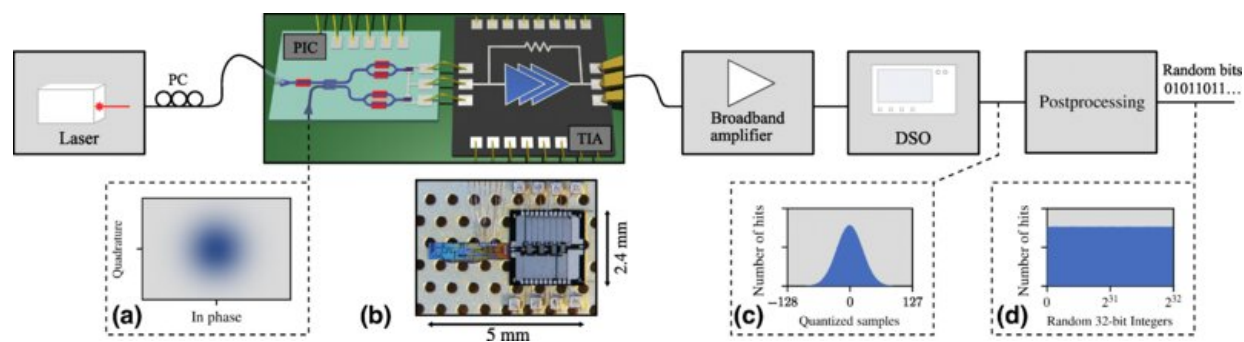 PC
Laser
PIC
TIA
Broadband
amplifier
DSO
Postprocessing
Random bits
01011011...
Quadrature
In phase
(a)
(b)
2.4 mm
5 mm
Number of hits
-128
0
127
(c)
Quantized samples
Number of hits
0
2^31
2^32
(d)
Random 32-bit Integers